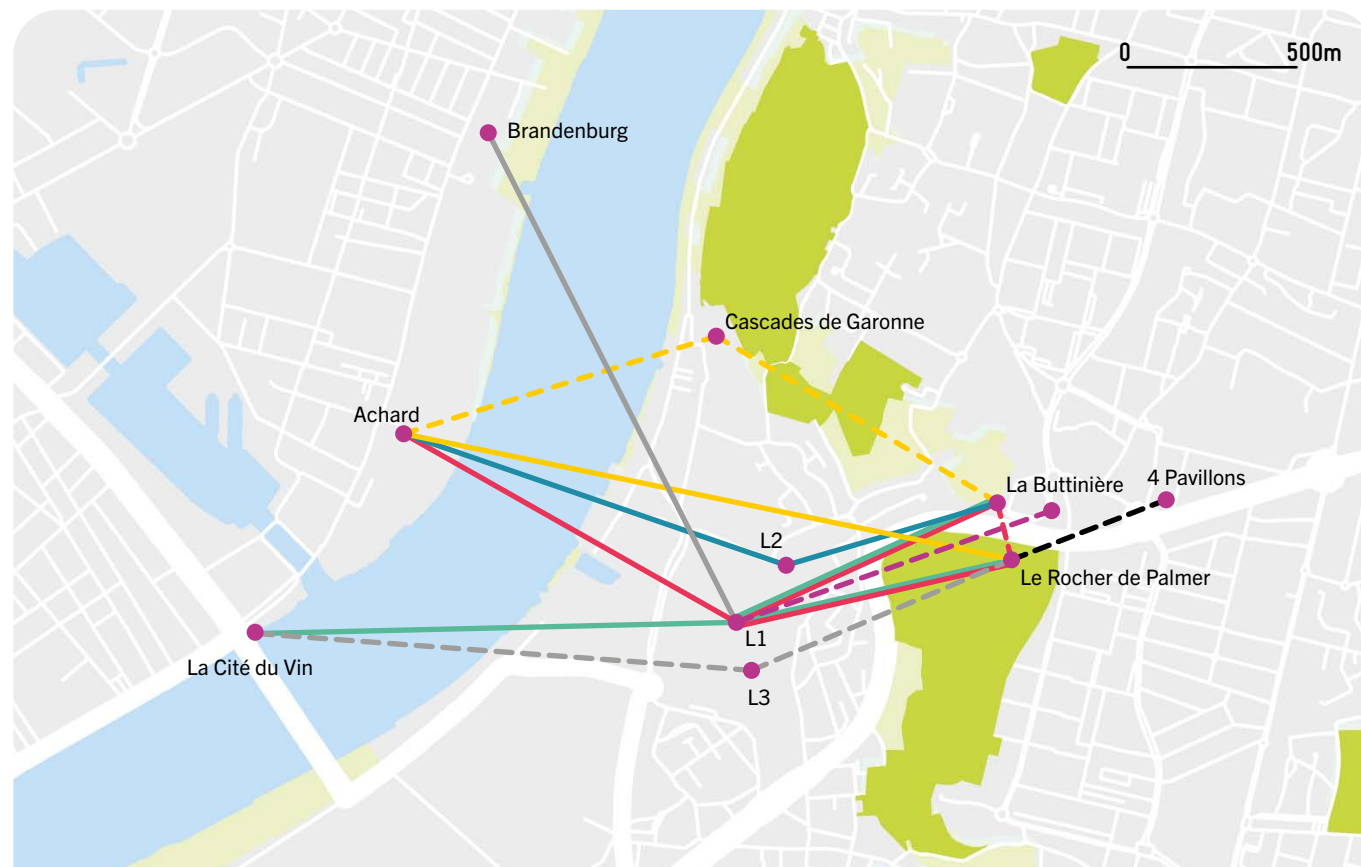 0 500m
Brandenburg
Cascades de Garonne
Achard
La Buttinière
4 Pavillons
L2
Le Rocher de Palmer
L1
La Cité du Vin
L3